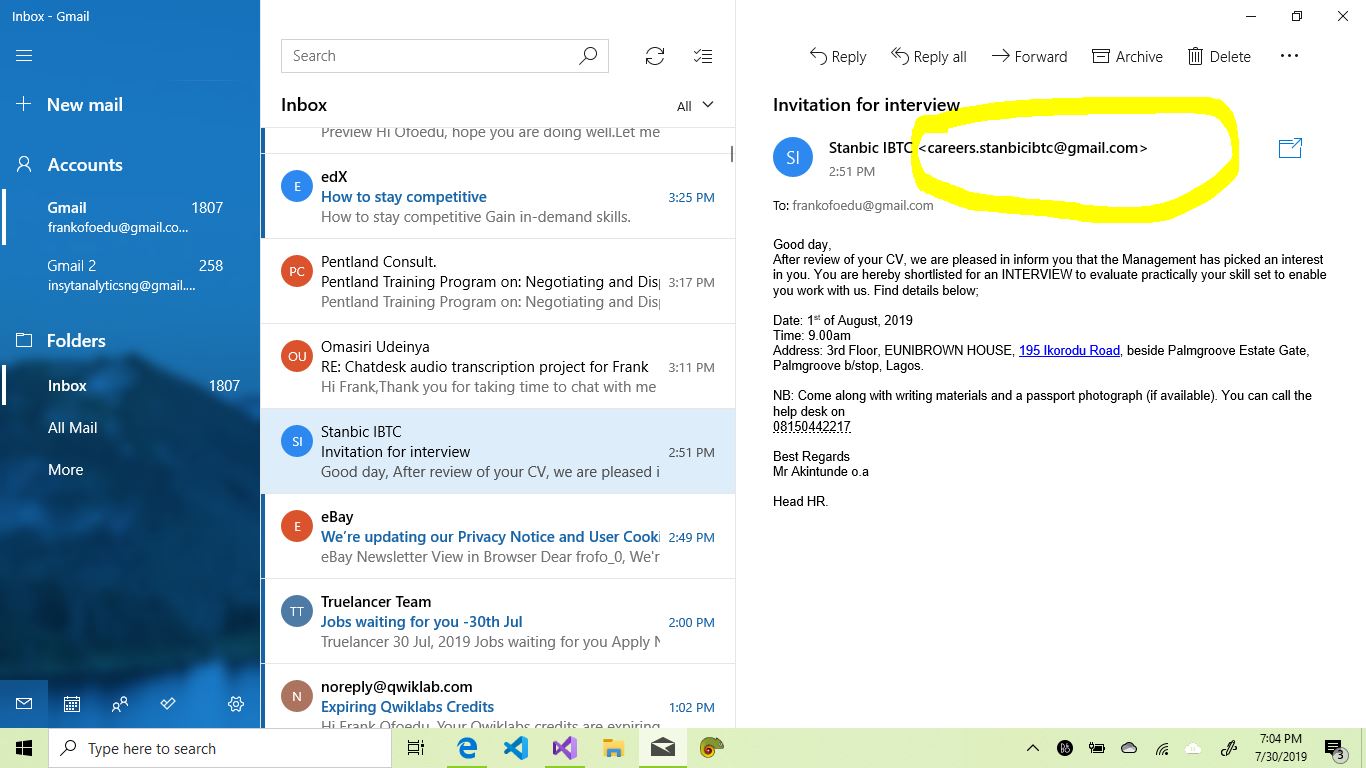 Inbox - Gmail
New mail
Accounts
Gmail 1807
frankofoedu@gmail.co...
Gmail 2 258
insytanalyticsng@gmail....
Folders
Inbox 1807
All Mail
More
Search
Inbox
All
Preview Hi Ofoedu, hope you are doing well.Let me
E
edX
How to stay competitive 3:25 PM
How to stay competitive Gain in-demand skills.
PC
Pentland Consult.
Pentland Training Program on: Negotiating and Disp 3:17 PM
Pentland Training Program on: Negotiating and Disp
OU
Omasiri Udeinya
RE: Chatdesk audio transcription project for Frank 3:11 PM
Hi Frank,Thank you for taking time to chat with me
SI
Stanbic IBTC
Invitation for interview 2:51 PM
Good day, After review of your CV, we are pleased i
E
eBay
We're updating our Privacy Notice and User Cooki 2:49 PM
eBay Newsletter View in Browser Dear frofo_0, We'r
TT
Truelancer Team
Jobs waiting for you -30th Jul 2:00 PM
Truelancer 30 Jul, 2019 Jobs waiting for you Apply N
N
noreply@qwiklab.com
Expiring Qwiklabs Credits 1:02 PM
Hi Frank Ofoedu, Your Qwiklabs credits are expiring
Reply Reply all Forward Archive Delete
Invitation for interview
SI
Stanbic IBTC <careers.stanbicibtc@gmail.com>
2:51 PM
To: frankofoedu@gmail.com
Good day,
After review of your CV, we are pleased in inform you that the Management has picked an interest
in you. You are hereby shortlisted for an INTERVIEW to evaluate practically your skill set to enable
you work with us. Find details below;
Date: 1st of August, 2019
Time: 9.00am
Address: 3rd Floor, EUNIBROWN HOUSE, 195 Ikorodu Road, beside Palmgroove Estate Gate,
Palmgroove b/stop, Lagos.
NB: Come along with writing materials and a passport photograph (if available). You can call the
help desk on
08150442217
Best Regards
Mr Akintunde o.a
Head HR.
Type here to search
7:04 PM
7/30/2019
3